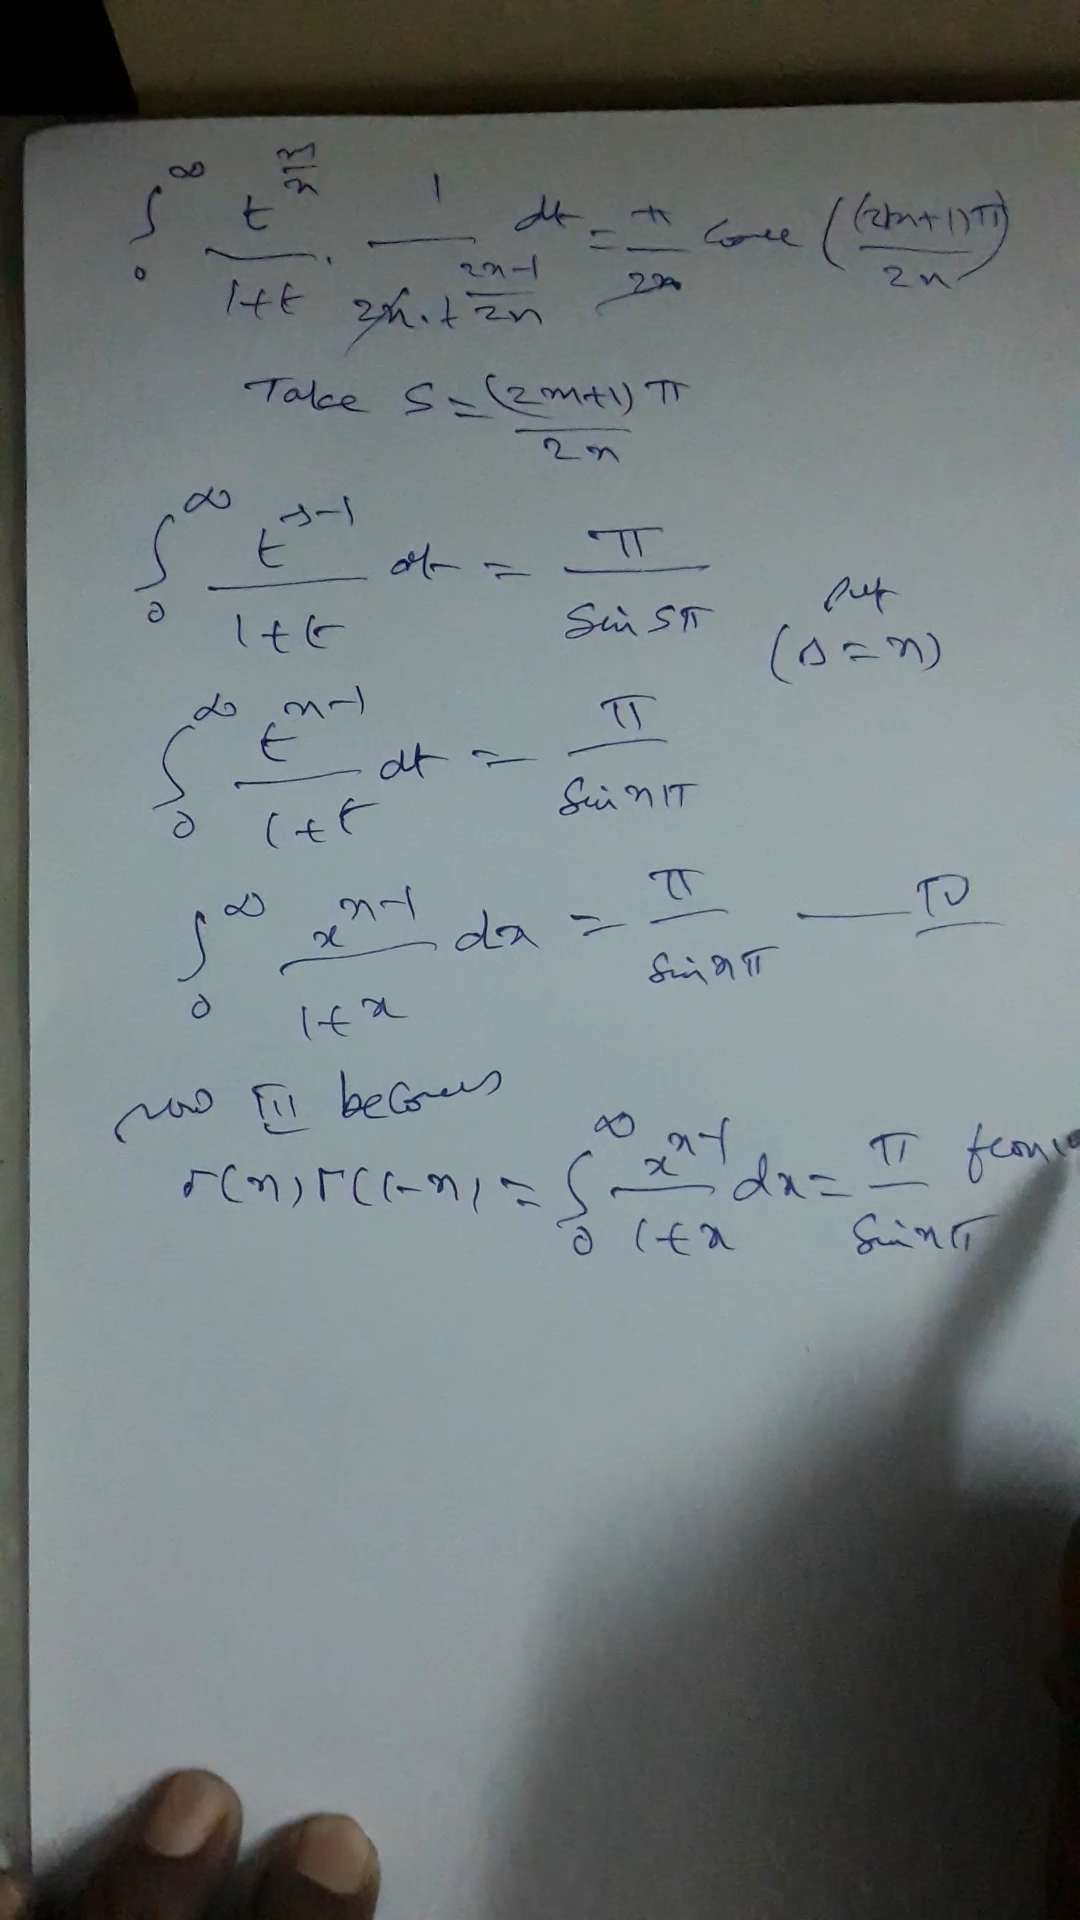 ∫₀^∞ t^(m/n)/(1+t) · 1/(2n·t^((2n-1)/2n)) dt = π/2n Cosec ((2m+1)π/2n)
Take S = (2m+1)π/2n
∫₀^∞ t^(s-1)/(1+t) dt = π/Sin sπ Put (s=n)
∫₀^∞ t^(n-1)/(1+t) dt = π/Sin nπ
∫₀^∞ x^(n-1)/(1+x) dx = π/Sin nπ — IV
now III becomes
Γ(n)Γ(1-n) = ∫₀^∞ x^(n-1)/(1+x) dx = π/Sin nπ